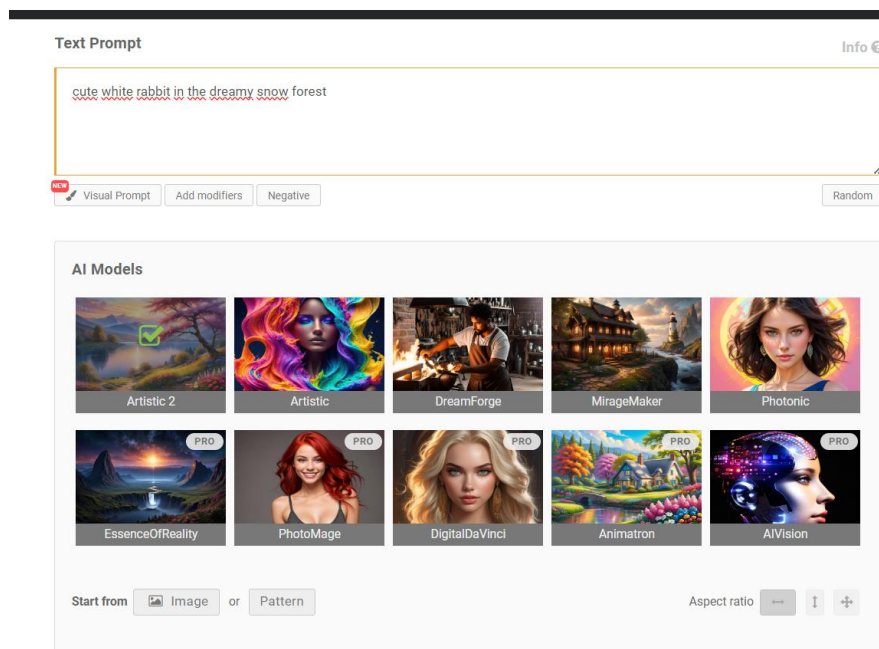 Text Prompt
Info
cute white rabbit in the dreamy snow forest
NEW
Visual Prompt Add modifiers Negative Random
AI Models
Artistic 2 Artistic DreamForge MirageMaker Photonic
PRO PRO PRO PRO PRO
EssenceOfReality PhotoMage DigitalDaVinci Animatron AIVision
Start from Image or Pattern Aspect ratio